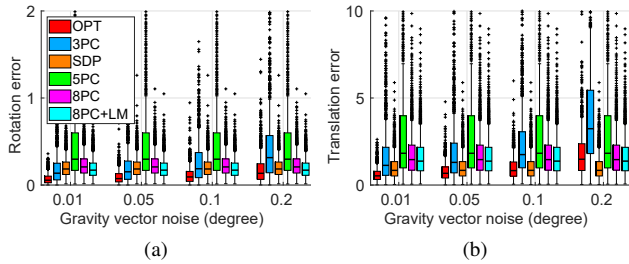 OPT
3PC
SDP
5PC
8PC
8PC+LM
Rotation error
2
1
0
0.01 0.05 0.1 0.2
Gravity vector noise (degree)
(a)
Translation error
10
5
0
0.01 0.05 0.1 0.2
Gravity vector noise (degree)
(b)